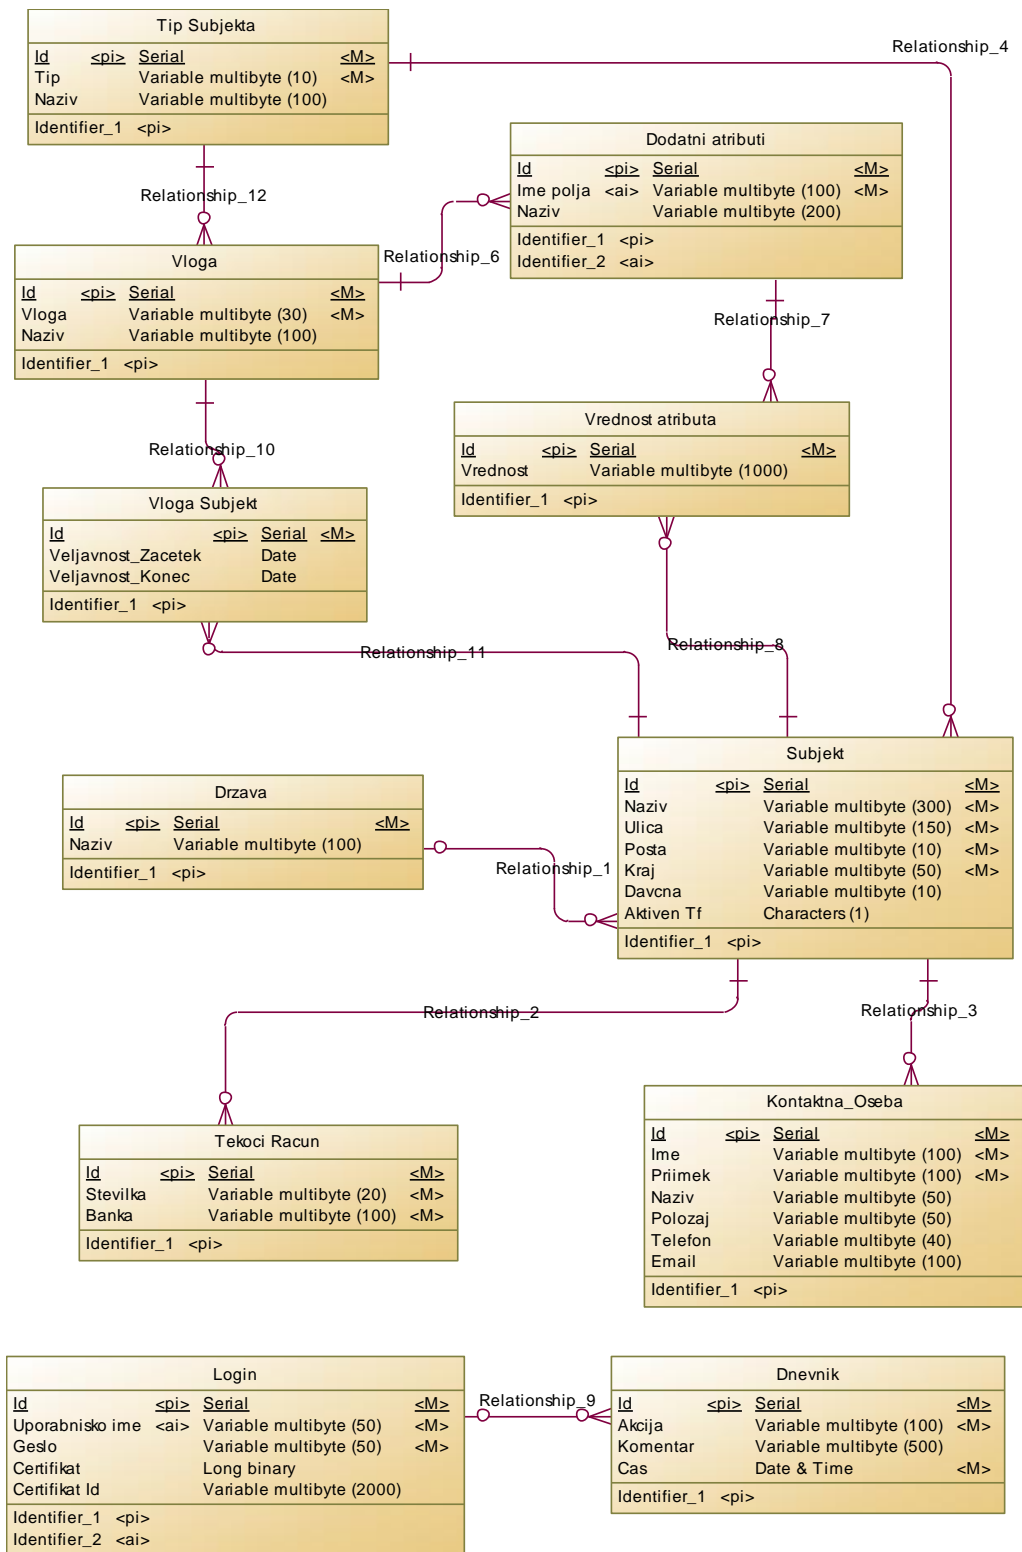 Tip Subjekta
Id <pi> Serial <M>
Tip Variable multibyte (10) <M>
Naziv Variable multibyte (100)
Identifier_1 <pi>
Relationship_4
Relationship_12
Dodatni atributi
Id <pi> Serial <M>
Ime polja <ai> Variable multibyte (100) <M>
Naziv Variable multibyte (200)
Identifier_1 <pi>
Identifier_2 <ai>
Relationship_6
Vloga
Id <pi> Serial <M>
Vloga Variable multibyte (30) <M>
Naziv Variable multibyte (100)
Identifier_1 <pi>
Relationship_7
Relationship_10
Vrednost atributa
Id <pi> Serial <M>
Vrednost Variable multibyte (1000)
Identifier_1 <pi>
Vloga Subjekt
Id <pi> Serial <M>
Veljavnost_Zacetek Date
Veljavnost_Konec Date
Identifier_1 <pi>
Relationship_11
Relationship_8
Subjekt
Id <pi> Serial <M>
Naziv Variable multibyte (300) <M>
Ulica Variable multibyte (150) <M>
Posta Variable multibyte (10) <M>
Kraj Variable multibyte (50) <M>
Davcna Variable multibyte (10)
Aktiven Tf Characters (1)
Identifier_1 <pi>
Drzava
Id <pi> Serial <M>
Naziv Variable multibyte (100)
Identifier_1 <pi>
Relationship_1
Relationship_2
Relationship_3
Tekoci Racun
Id <pi> Serial <M>
Stevilka Variable multibyte (20) <M>
Banka Variable multibyte (100) <M>
Identifier_1 <pi>
Kontaktna_Oseba
Id <pi> Serial <M>
Ime Variable multibyte (100) <M>
Priimek Variable multibyte (100) <M>
Naziv Variable multibyte (50)
Polozaj Variable multibyte (50)
Telefon Variable multibyte (40)
Email Variable multibyte (100)
Identifier_1 <pi>
Login
Id <pi> Serial <M>
Uporabnisko ime <ai> Variable multibyte (50) <M>
Geslo Variable multibyte (50) <M>
Certifikat Long binary
Certifikat Id Variable multibyte (2000)
Identifier_1 <pi>
Identifier_2 <ai>
Relationship_9
Dnevnik
Id <pi> Serial <M>
Akcija Variable multibyte (100) <M>
Komentar Variable multibyte (500)
Cas Date & Time <M>
Identifier_1 <pi>